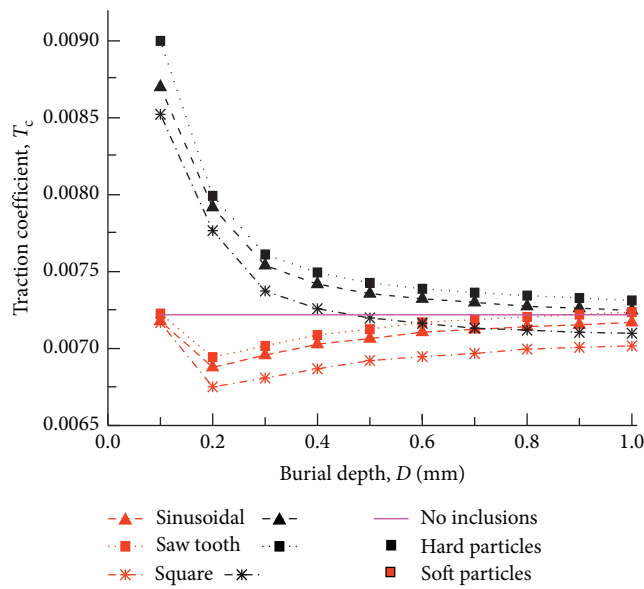 0.0090
0.0085
0.0080
0.0075
0.0070
0.0065
Traction coefficient, Tc
0.0 0.2 0.4 0.6 0.8 1.0
Burial depth, D (mm)
Sinusoidal No inclusions
Saw tooth Hard particles
Square Soft particles